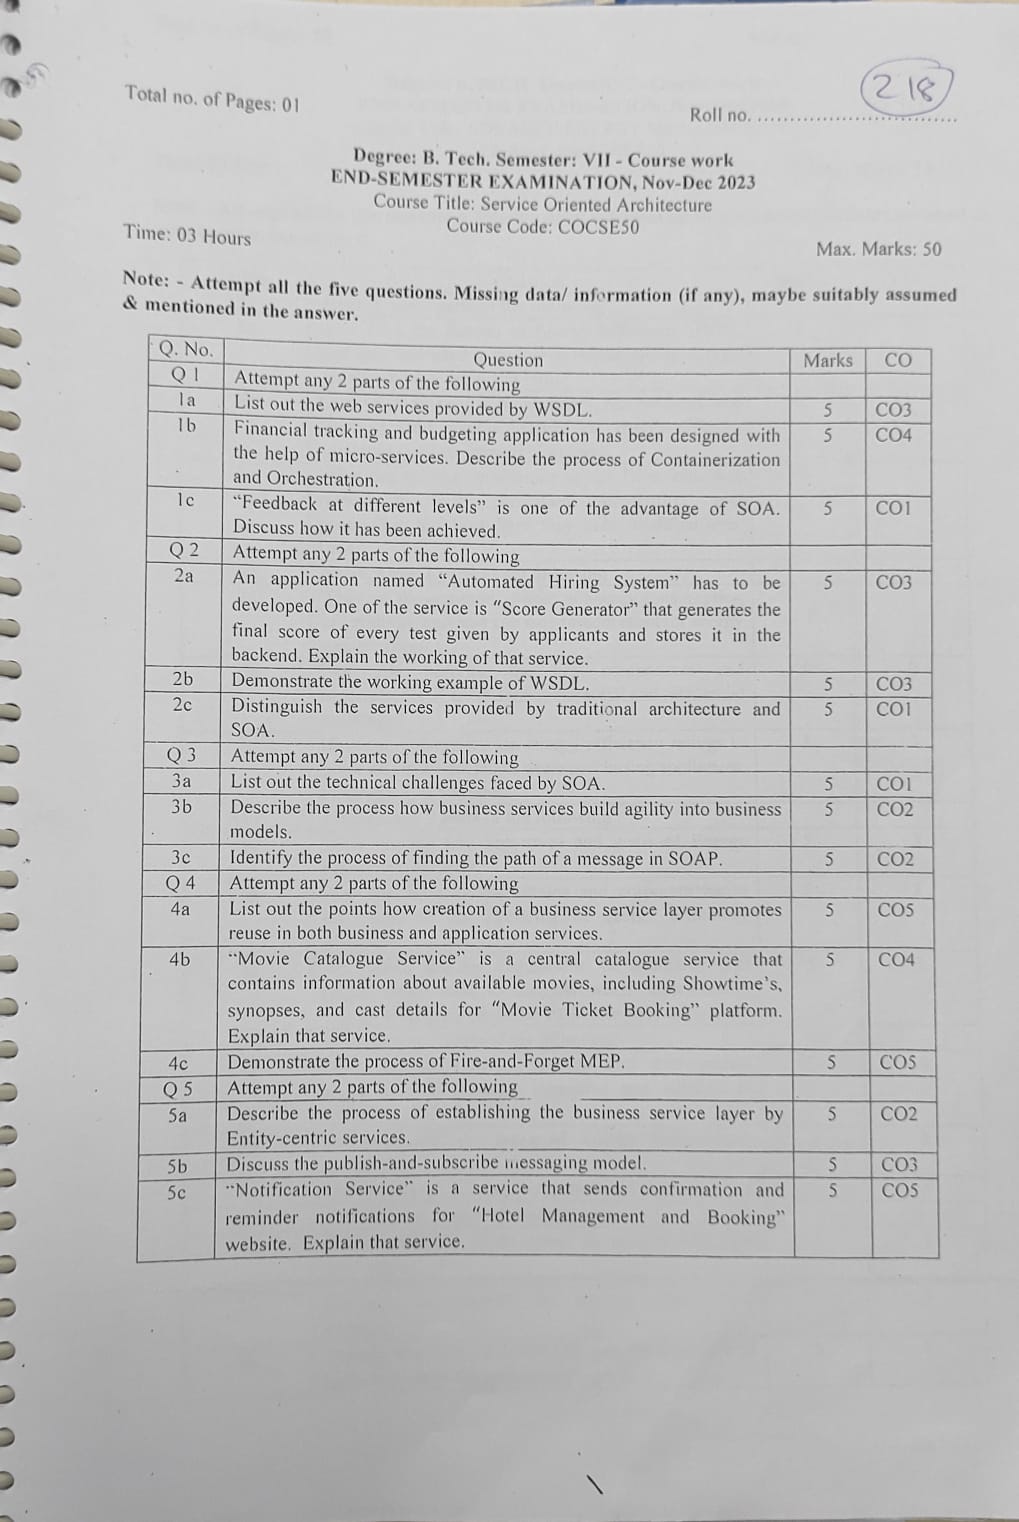 218
Total no. of Pages: 01
Roll no. ................................
Degree: B. Tech. Semester: VII - Course work
END-SEMESTER EXAMINATION, Nov-Dec 2023
Course Title: Service Oriented Architecture
Course Code: COCSE50
Time: 03 Hours
Max. Marks: 50
Note: - Attempt all the five questions. Missing data/ information (if any), maybe suitably assumed
& mentioned in the answer.
Q. No. Question Marks CO
Q 1 Attempt any 2 parts of the following
1a List out the web services provided by WSDL. 5 CO3
1b Financial tracking and budgeting application has been designed with 5 CO4
the help of micro-services. Describe the process of Containerization
and Orchestration.
1c “Feedback at different levels” is one of the advantage of SOA. 5 CO1
Discuss how it has been achieved.
Q 2 Attempt any 2 parts of the following
2a An application named “Automated Hiring System” has to be 5 CO3
developed. One of the service is “Score Generator” that generates the
final score of every test given by applicants and stores it in the
backend. Explain the working of that service.
2b Demonstrate the working example of WSDL. 5 CO3
2c Distinguish the services provided by traditional architecture and 5 CO1
SOA.
Q 3 Attempt any 2 parts of the following
3a List out the technical challenges faced by SOA. 5 CO1
3b Describe the process how business services build agility into business 5 CO2
models.
3c Identify the process of finding the path of a message in SOAP. 5 CO2
Q 4 Attempt any 2 parts of the following
4a List out the points how creation of a business service layer promotes 5 CO5
reuse in both business and application services.
4b “Movie Catalogue Service” is a central catalogue service that 5 CO4
contains information about available movies, including Showtime’s,
synopses, and cast details for “Movie Ticket Booking” platform.
Explain that service.
4c Demonstrate the process of Fire-and-Forget MEP. 5 CO5
Q 5 Attempt any 2 parts of the following
5a Describe the process of establishing the business service layer by 5 CO2
Entity-centric services.
5b Discuss the publish-and-subscribe messaging model. 5 CO3
5c “Notification Service” is a service that sends confirmation and 5 CO5
reminder notifications for “Hotel Management and Booking”
website. Explain that service.